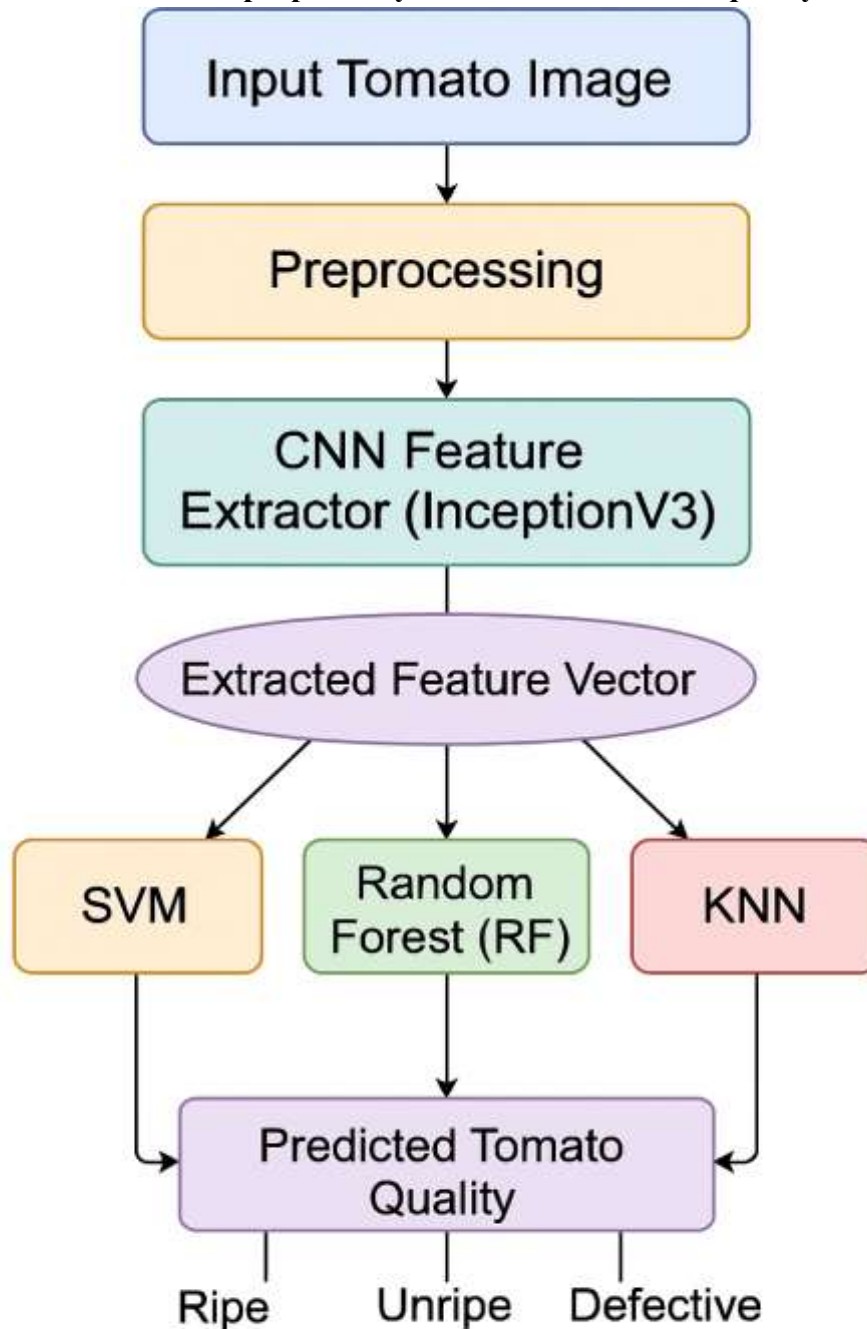 Input Tomato Image
Preprocessing
CNN Feature
Extractor (InceptionV3)
Extracted Feature Vector
SVM
Random
Forest (RF)
KNN
Predicted Tomato
Quality
Ripe
Unripe
Defective